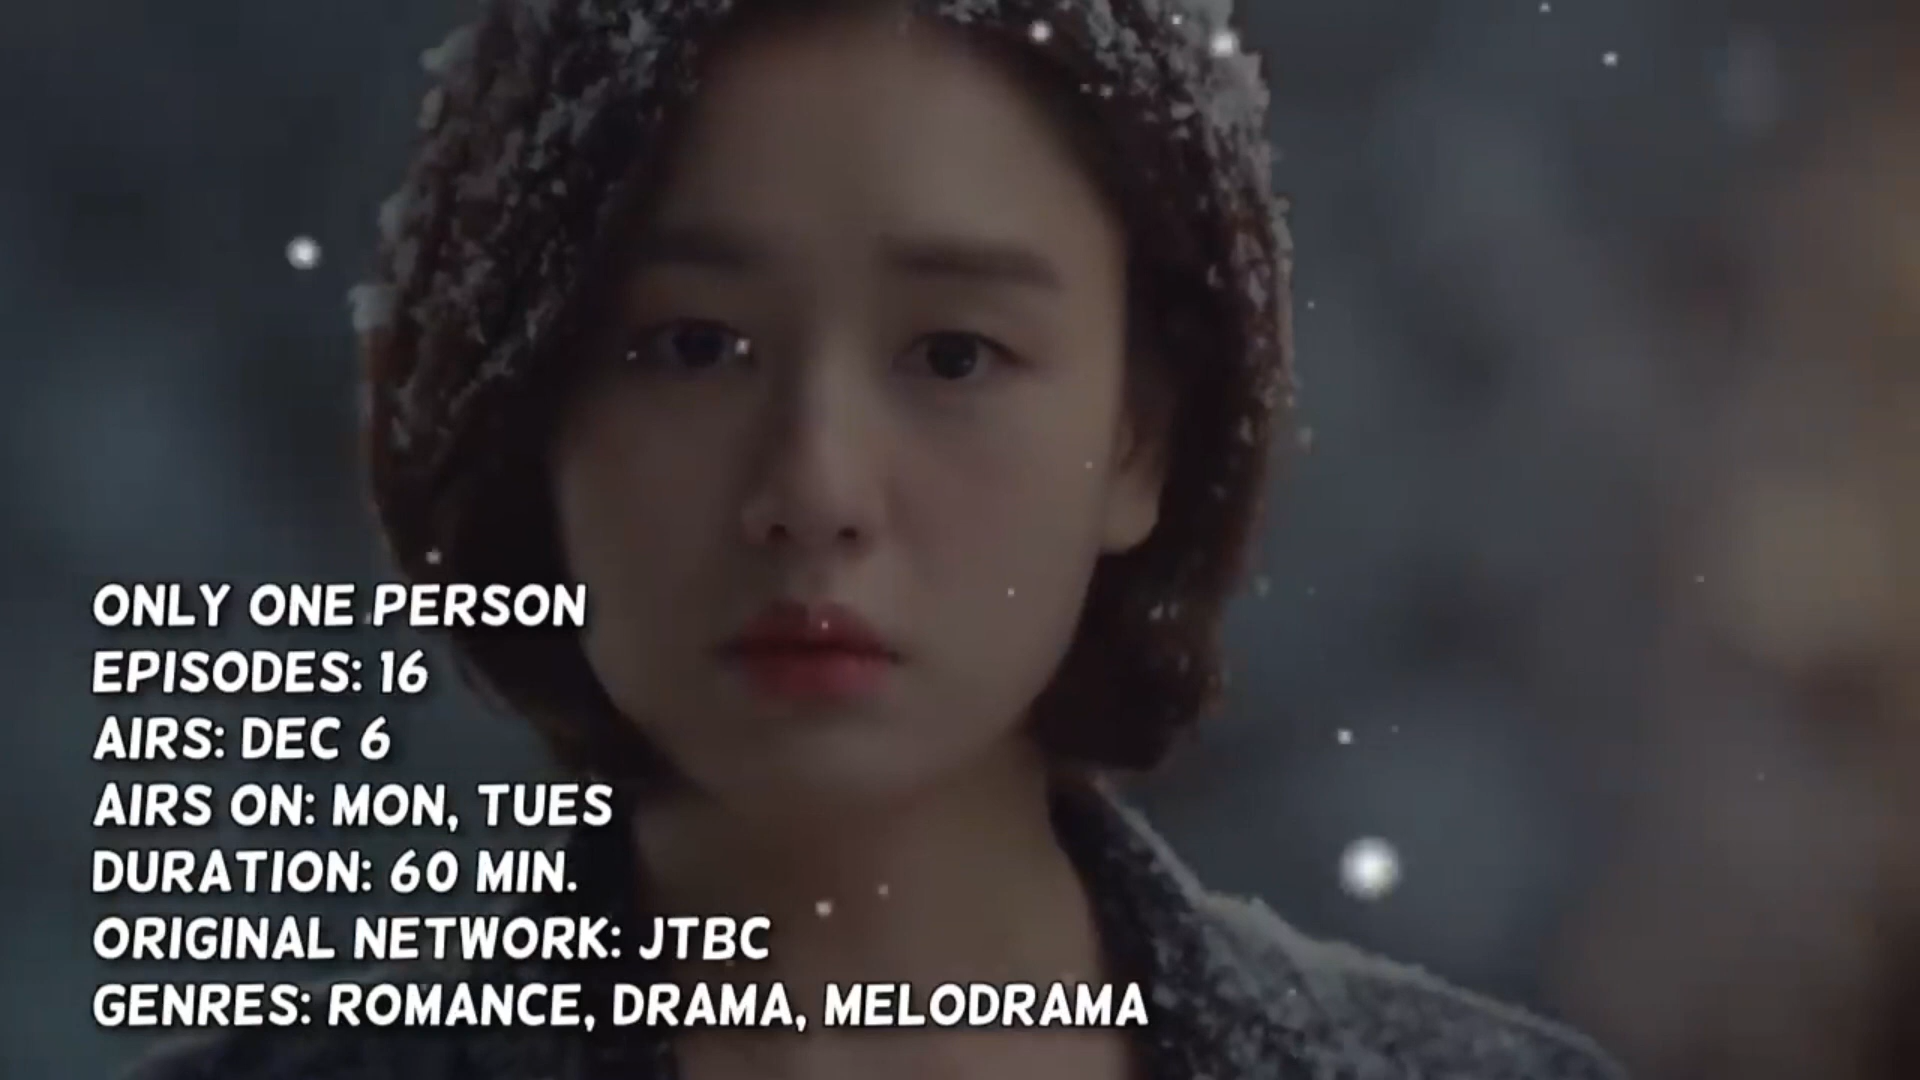 ONLY ONE PERSON
EPISODES: 16
AIRS: DEC 6
AIRS ON: MON, TUES
DURATION: 60 MIN.
ORIGINAL NETWORK: JTBC
GENRES: ROMANCE, DRAMA, MELODRAMA